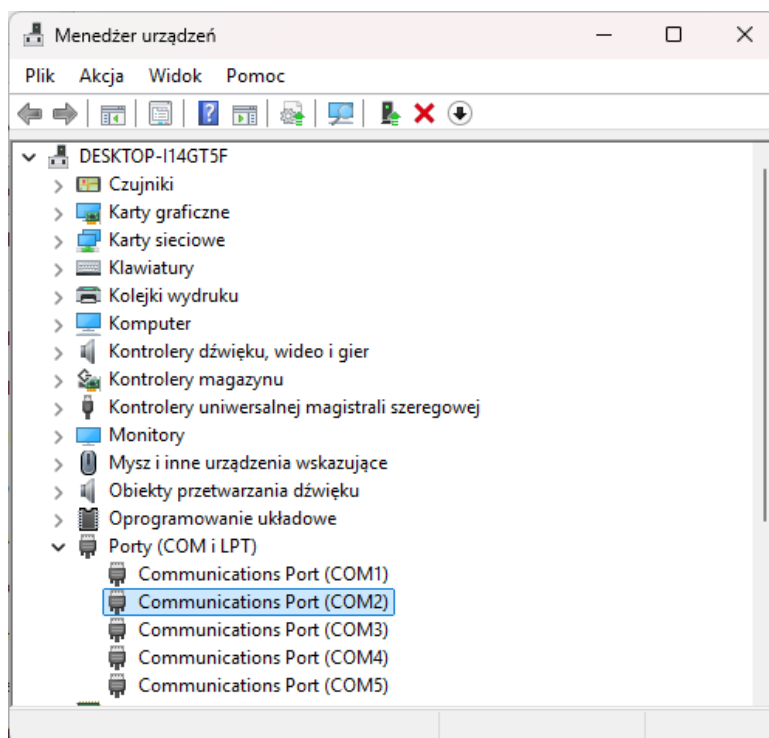 Menedżer urządzeń
Plik Akcja Widok Pomoc
DESKTOP-I14GT5F
Czujniki
Karty graficzne
Karty sieciowe
Klawiatury
Kolejki wydruku
Komputer
Kontrolery dźwięku, wideo i gier
Kontrolery magazynu
Kontrolery uniwersalnej magistrali szeregowej
Monitory
Mysz i inne urządzenia wskazujące
Obiekty przetwarzania dźwięku
Oprogramowanie układowe
Porty (COM i LPT)
Communications Port (COM1)
Communications Port (COM2)
Communications Port (COM3)
Communications Port (COM4)
Communications Port (COM5)